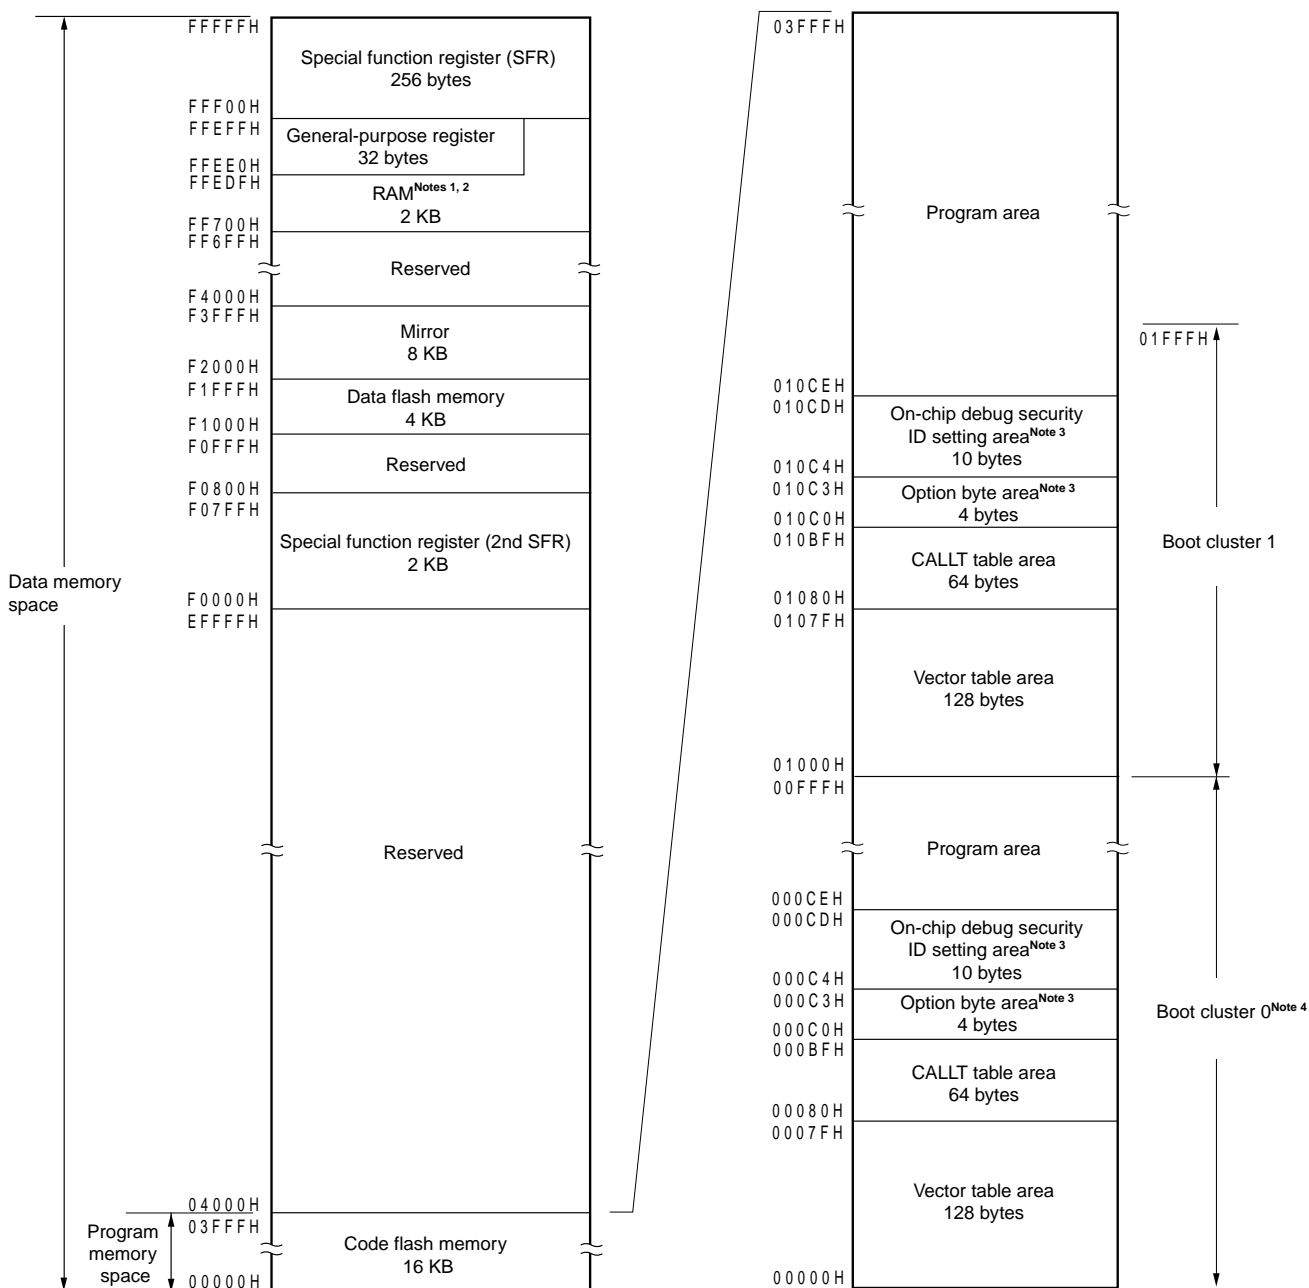 FFFFFH
Special function register (SFR)
256 bytes
FFF00H
FFEFFH
General-purpose register
32 bytes
FFEE0H
FFEDFH
RAMNotes 1, 2
2 KB
FF700H
FF6FFH
Reserved
F4000H
F3FFFH
Mirror
8 KB
F2000H
F1FFFH
Data flash memory
4 KB
F1000H
F0FFFH
Reserved
F0800H
F07FFH
Special function register (2nd SFR)
2 KB
F0000H
EFFFFH
Data memory
space
Reserved
04000H
03FFFH
Program
memory
space
Code flash memory
16 KB
00000H
03FFFH
Program area
01FFFH
010CEH
010CDH
On-chip debug security
ID setting areaNote 3
10 bytes
010C4H
010C3H
Option byte areaNote 3
4 bytes
010C0H
010BFH
CALLT table area
64 bytes
Boot cluster 1
01080H
0107FH
Vector table area
128 bytes
01000H
00FFFH
Program area
000CEH
000CDH
On-chip debug security
ID setting areaNote 3
10 bytes
000C4H
000C3H
Option byte areaNote 3
4 bytes
Boot cluster 0Note 4
000C0H
000BFH
CALLT table area
64 bytes
00080H
0007FH
Vector table area
128 bytes
00000H